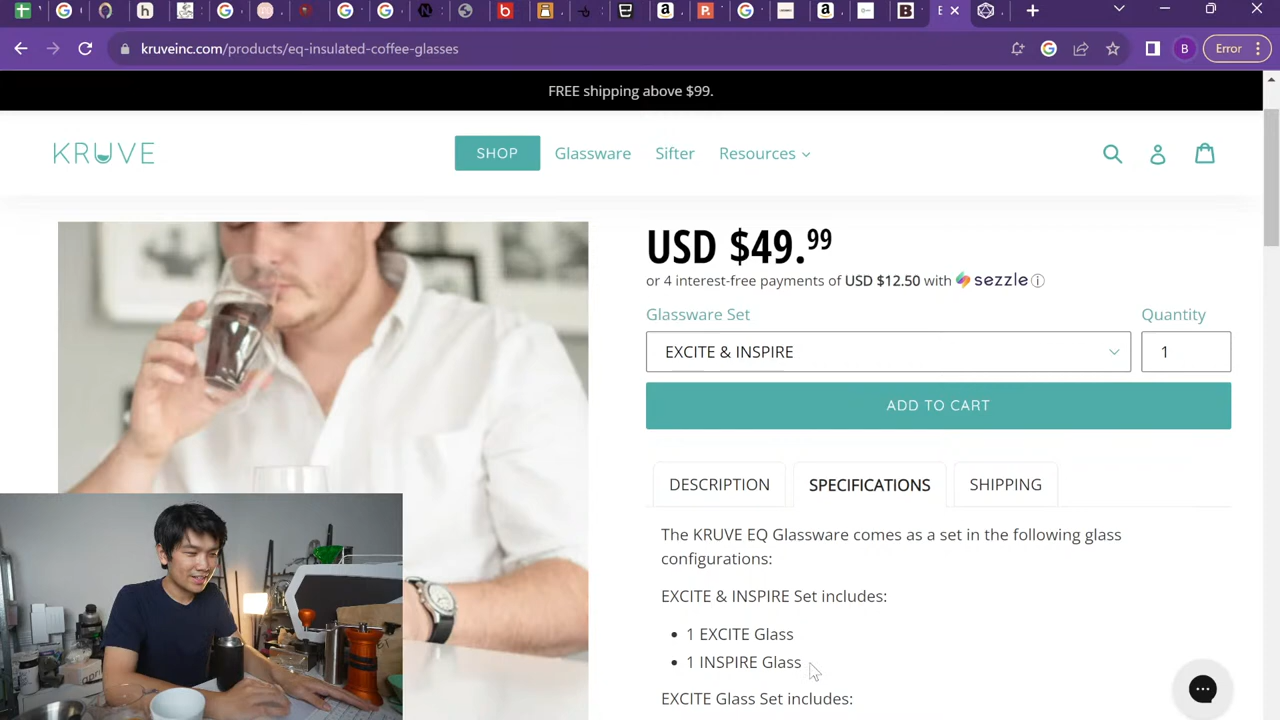 kruveinc.com/products/eq-insulated-coffee-glasses
B
Error
FREE shipping above $99.
KRUVE
SHOP
Glassware
Sifter
Resources
USD $49.99
or 4 interest-free payments of USD $12.50 with sezzle
Glassware Set
Quantity
EXCITE & INSPIRE
1
ADD TO CART
DESCRIPTION
SPECIFICATIONS
SHIPPING
The KRUVE EQ Glassware comes as a set in the following glass
configurations:
EXCITE & INSPIRE Set includes:
• 1 EXCITE Glass
• 1 INSPIRE Glass
EXCITE Glass Set includes: